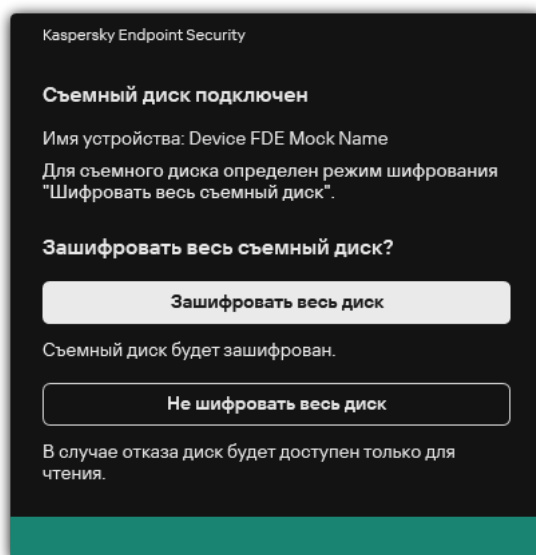 Kaspersky Endpoint Security
Съемный диск подключен
Имя устройства: Device FDE Mock Name
Для съемного диска определен режим шифрования
"Шифровать весь съемный диск".
Зашифровать весь съемный диск?
Зашифровать весь диск
Съемный диск будет зашифрован.
Не шифровать весь диск
В случае отказа диск будет доступен только для
чтения.